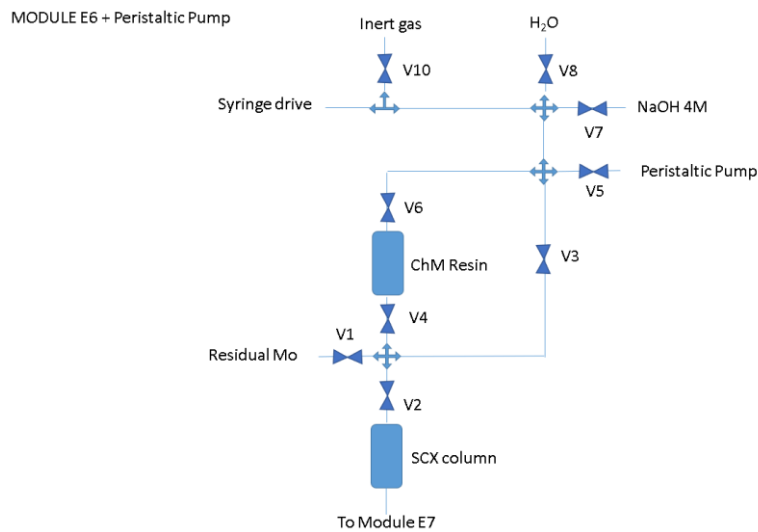 MODULE E6 + Peristaltic Pump
Inert gas
H₂O
V10
V8
Syringe drive
NaOH 4M
V7
Peristaltic Pump
V5
V6
ChM Resin
V3
V4
V1
Residual Mo
V2
SCX column
To Module E7